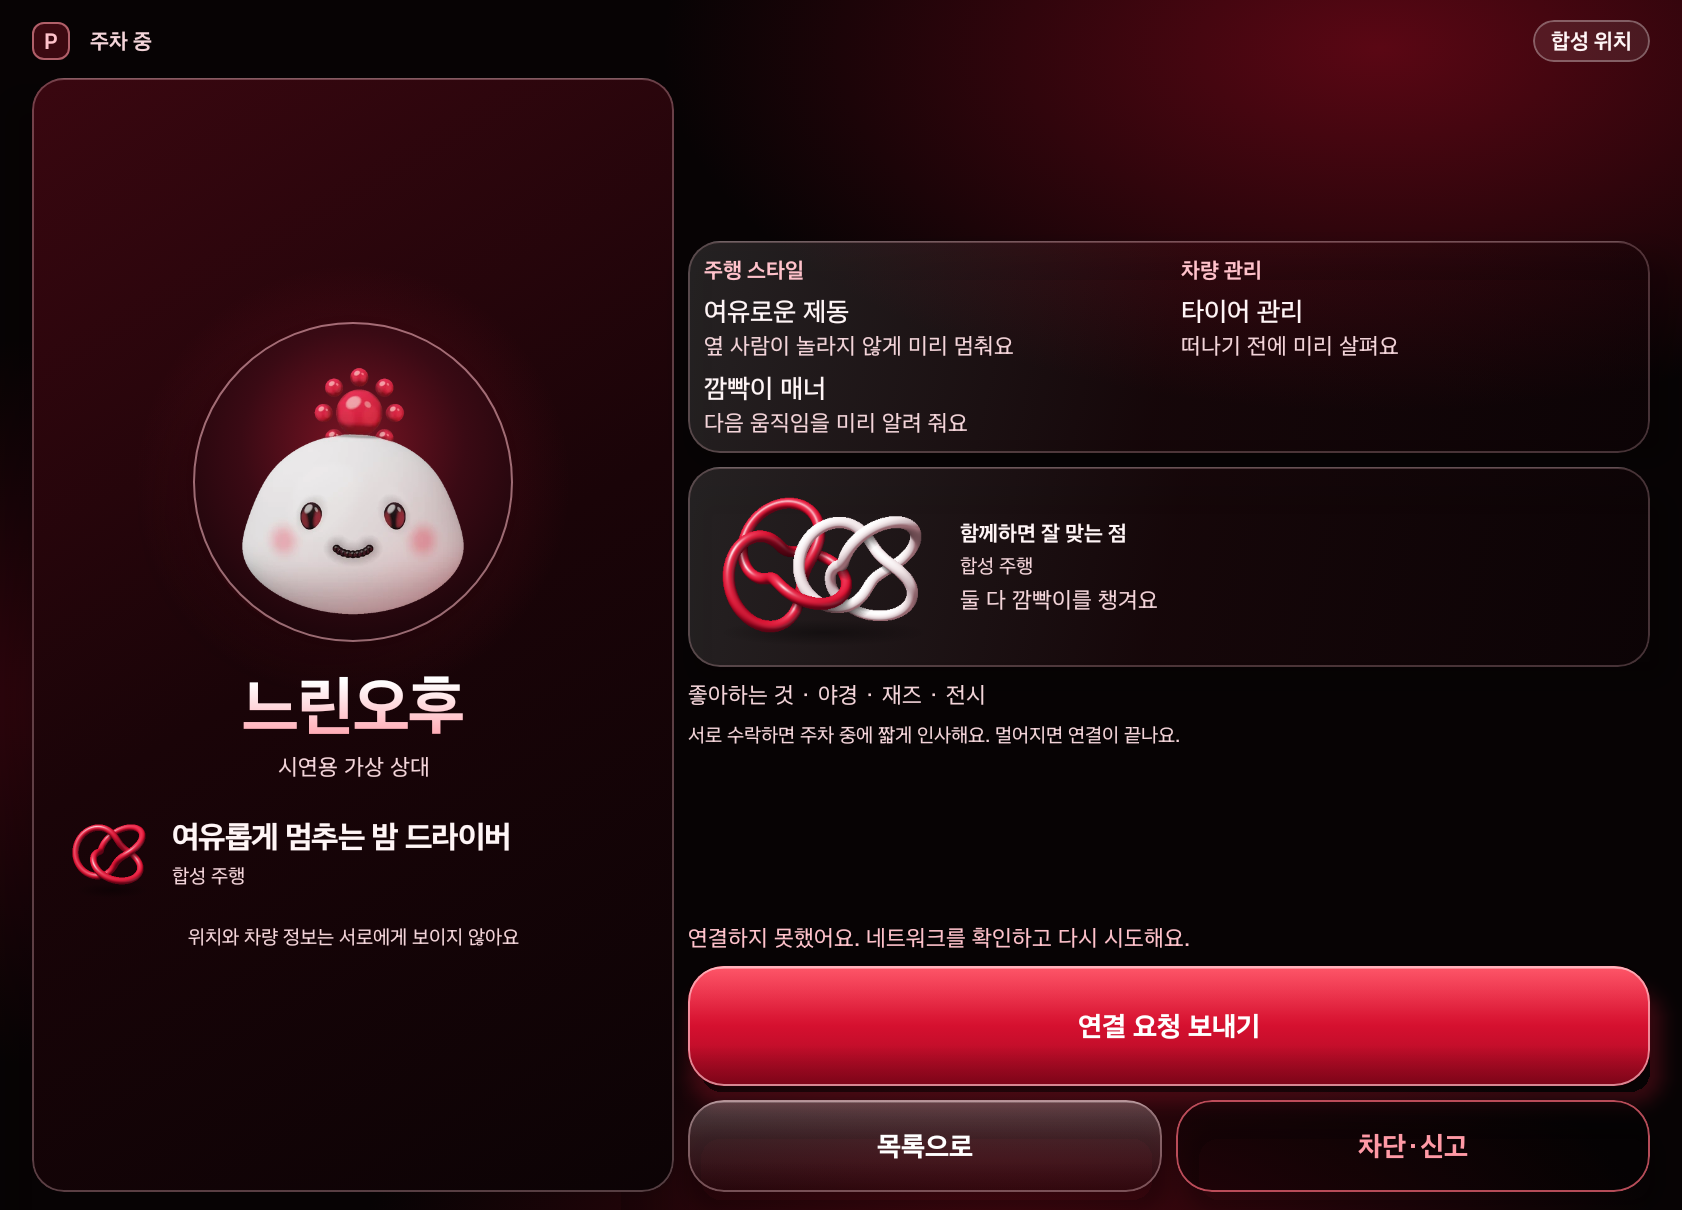 P 주차 중
합성 위치
느린오후
시연용 가상 상대
여유롭게 멈추는 밤 드라이버
합성 주행
위치와 차량 정보는 서로에게 보이지 않아요
주행 스타일
여유로운 제동
옆 사람이 놀라지 않게 미리 멈춰요
깜빡이 매너
다음 움직임을 미리 알려 줘요
차량 관리
타이어 관리
떠나기 전에 미리 살펴요
함께하면 잘 맞는 점
합성 주행
둘 다 깜빡이를 챙겨요
좋아하는 것 · 야경 · 재즈 · 전시
서로 수락하면 주차 중에 짧게 인사해요. 멀어지면 연결이 끝나요.
연결하지 못했어요. 네트워크를 확인하고 다시 시도해요.
연결 요청 보내기
목록으로
차단·신고